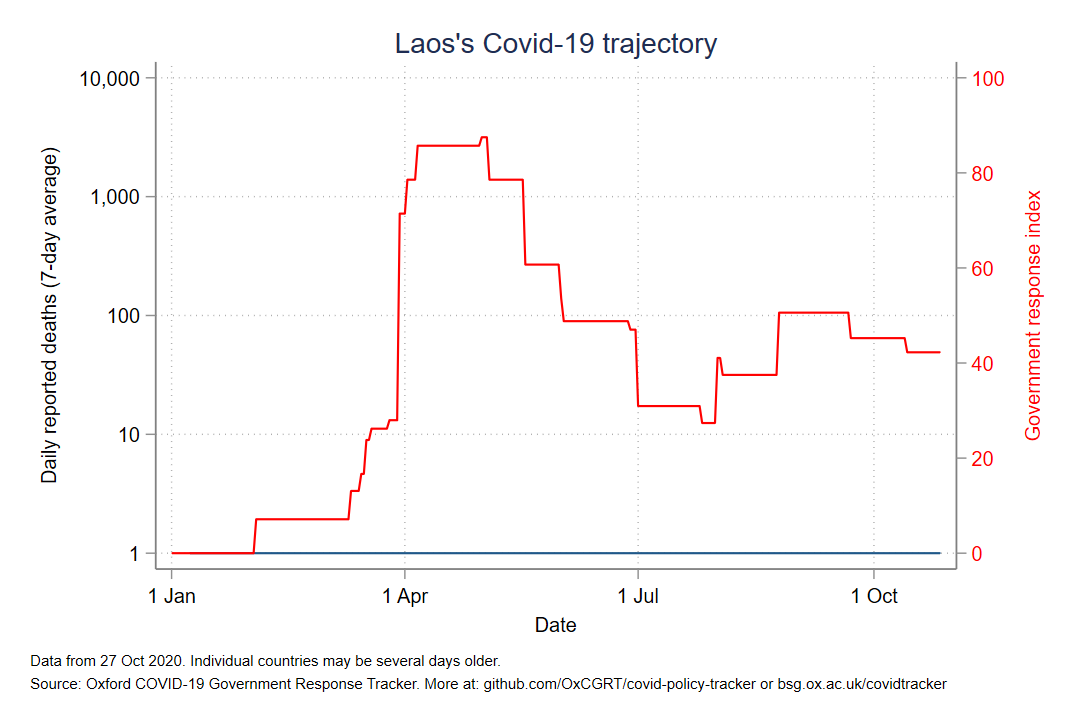 Laos's Covid-19 trajectory
10,000
1,000
100
10
1
Daily reported deaths (7-day average)
100
80
60
40
20
0
Government response index
1 Jan
1 Apr
1 Jul
1 Oct
Date
Data from 27 Oct 2020. Individual countries may be several days older.
Source: Oxford COVID-19 Government Response Tracker. More at: github.com/OxCGRT/covid-policy-tracker or bsg.ox.ac.uk/covidtracker